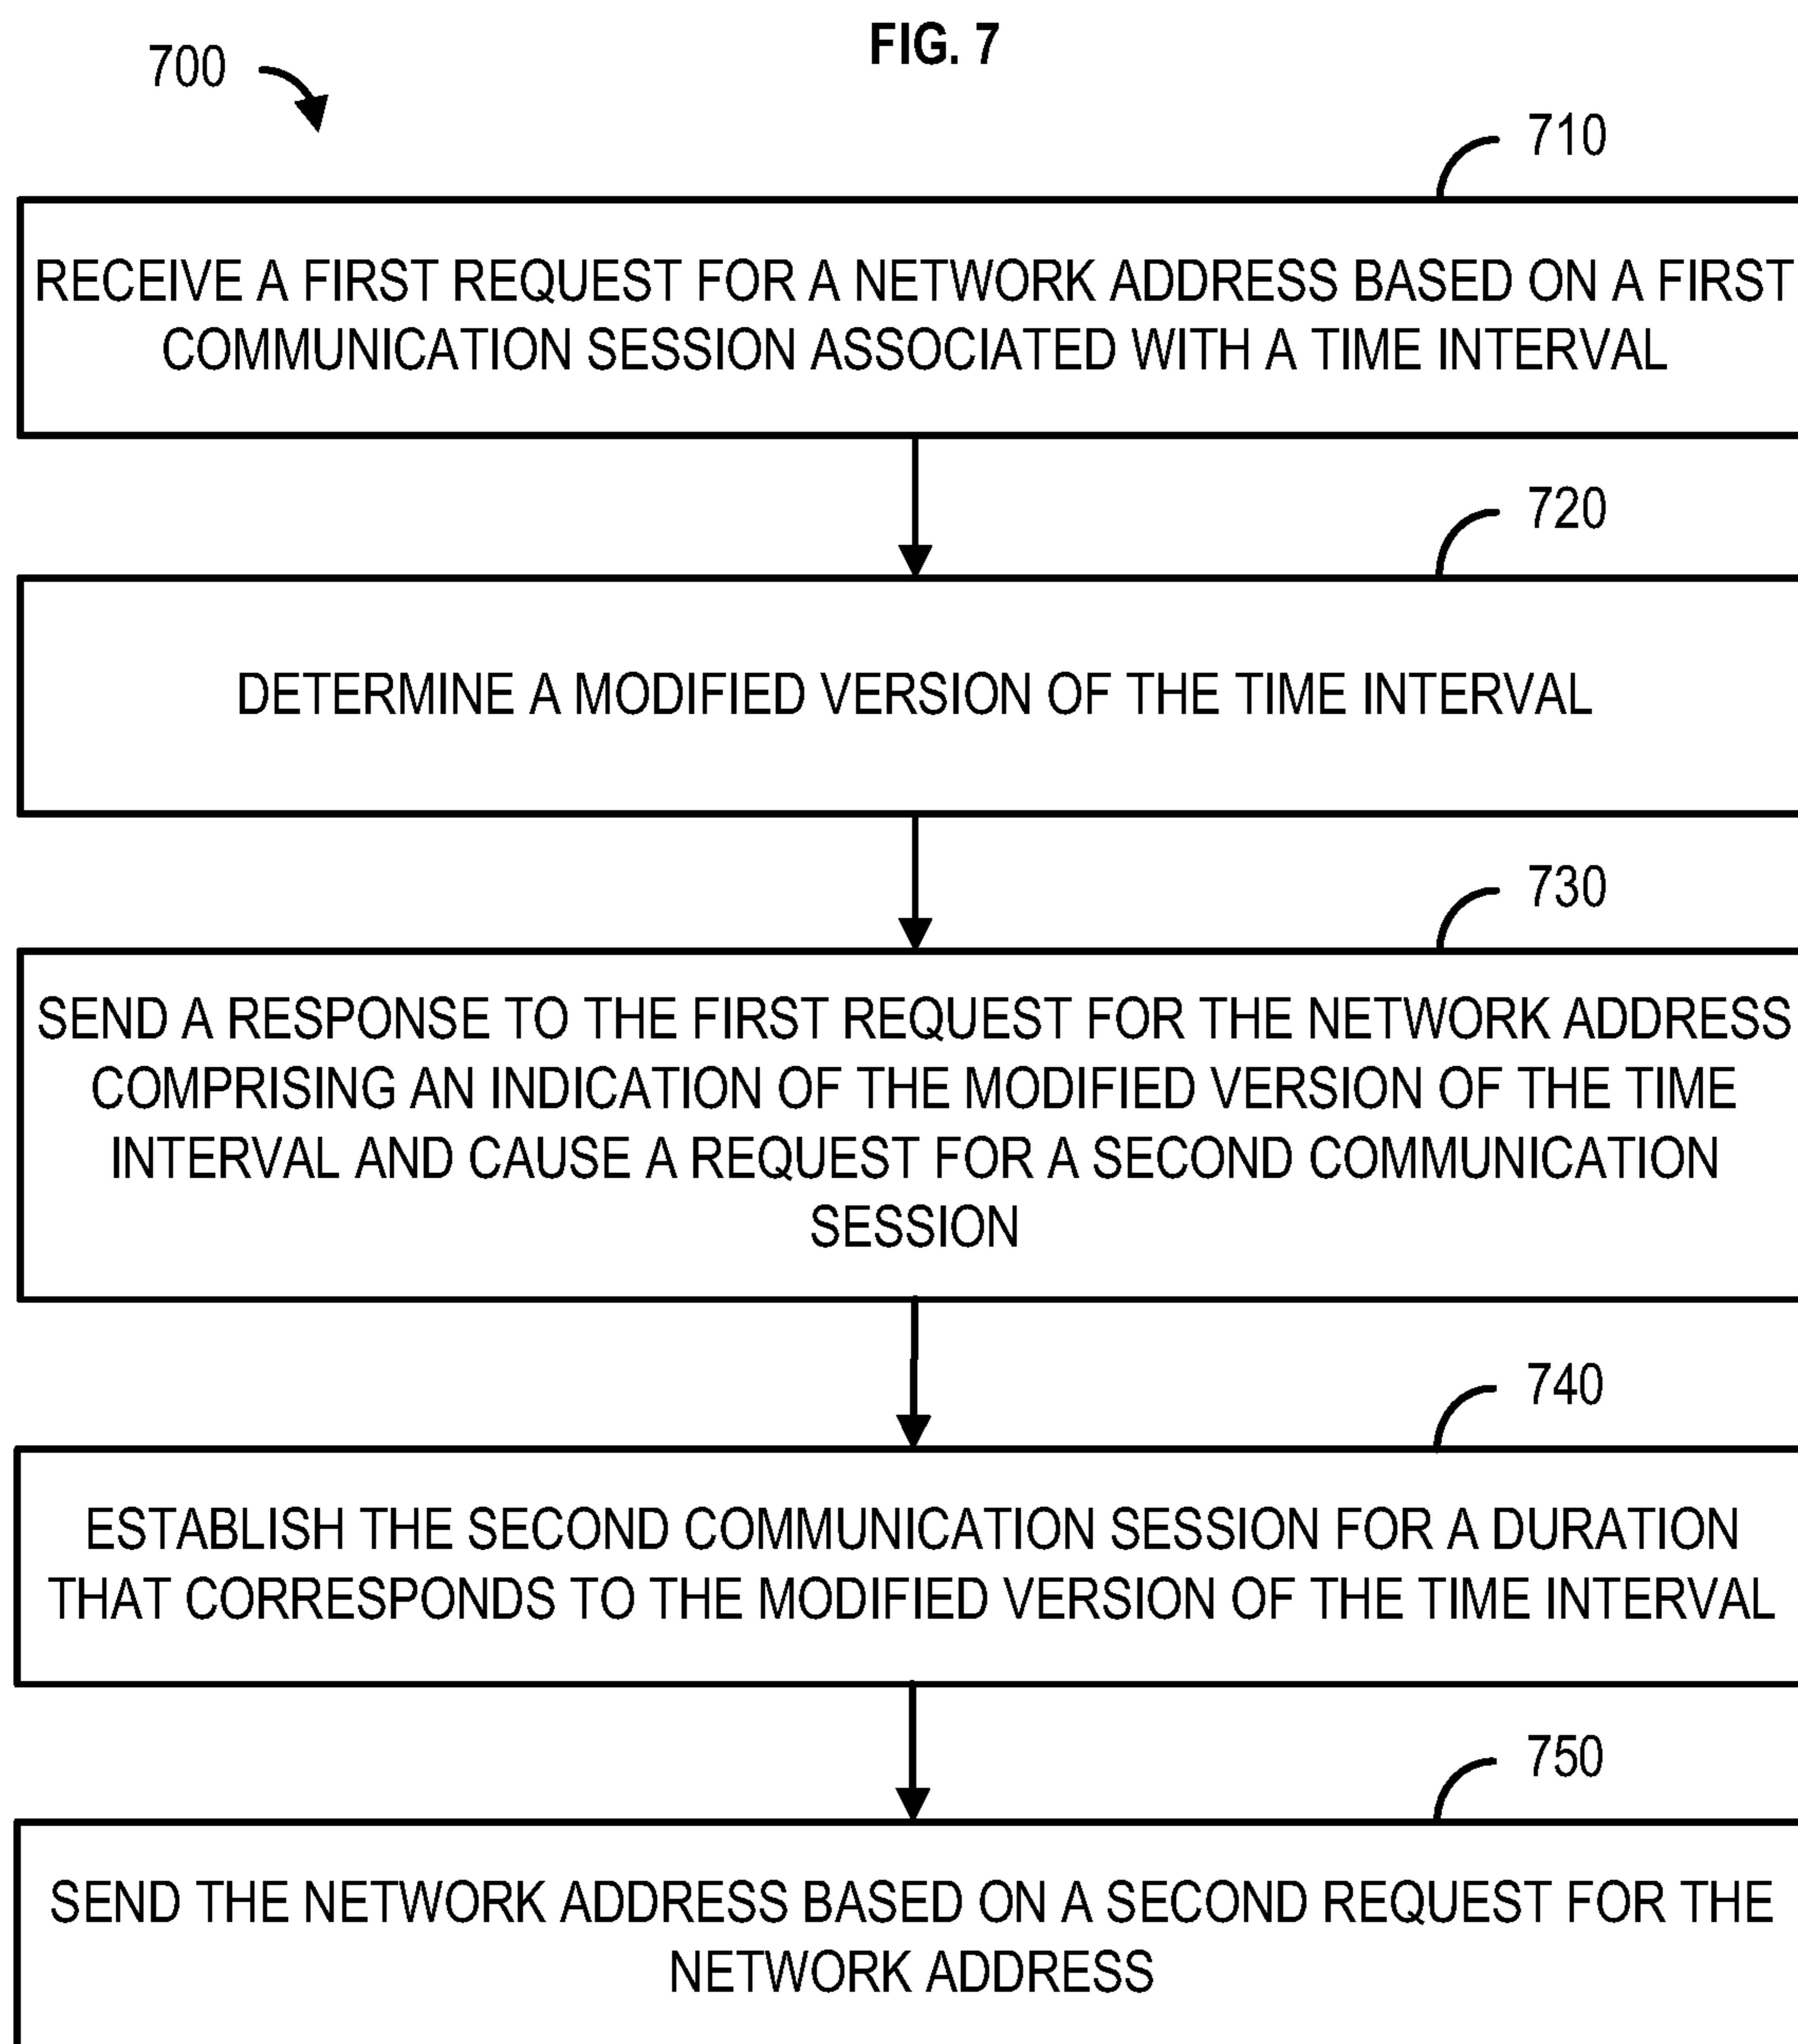 FIG. 7
700
710
RECEIVE A FIRST REQUEST FOR A NETWORK ADDRESS BASED ON A FIRST
COMMUNICATION SESSION ASSOCIATED WITH A TIME INTERVAL
720
DETERMINE A MODIFIED VERSION OF THE TIME INTERVAL
730
SEND A RESPONSE TO THE FIRST REQUEST FOR THE NETWORK ADDRESS
COMPRISING AN INDICATION OF THE MODIFIED VERSION OF THE TIME
INTERVAL AND CAUSE A REQUEST FOR A SECOND COMMUNICATION
SESSION
740
ESTABLISH THE SECOND COMMUNICATION SESSION FOR A DURATION
THAT CORRESPONDS TO THE MODIFIED VERSION OF THE TIME INTERVAL
750
SEND THE NETWORK ADDRESS BASED ON A SECOND REQUEST FOR THE
NETWORK ADDRESS